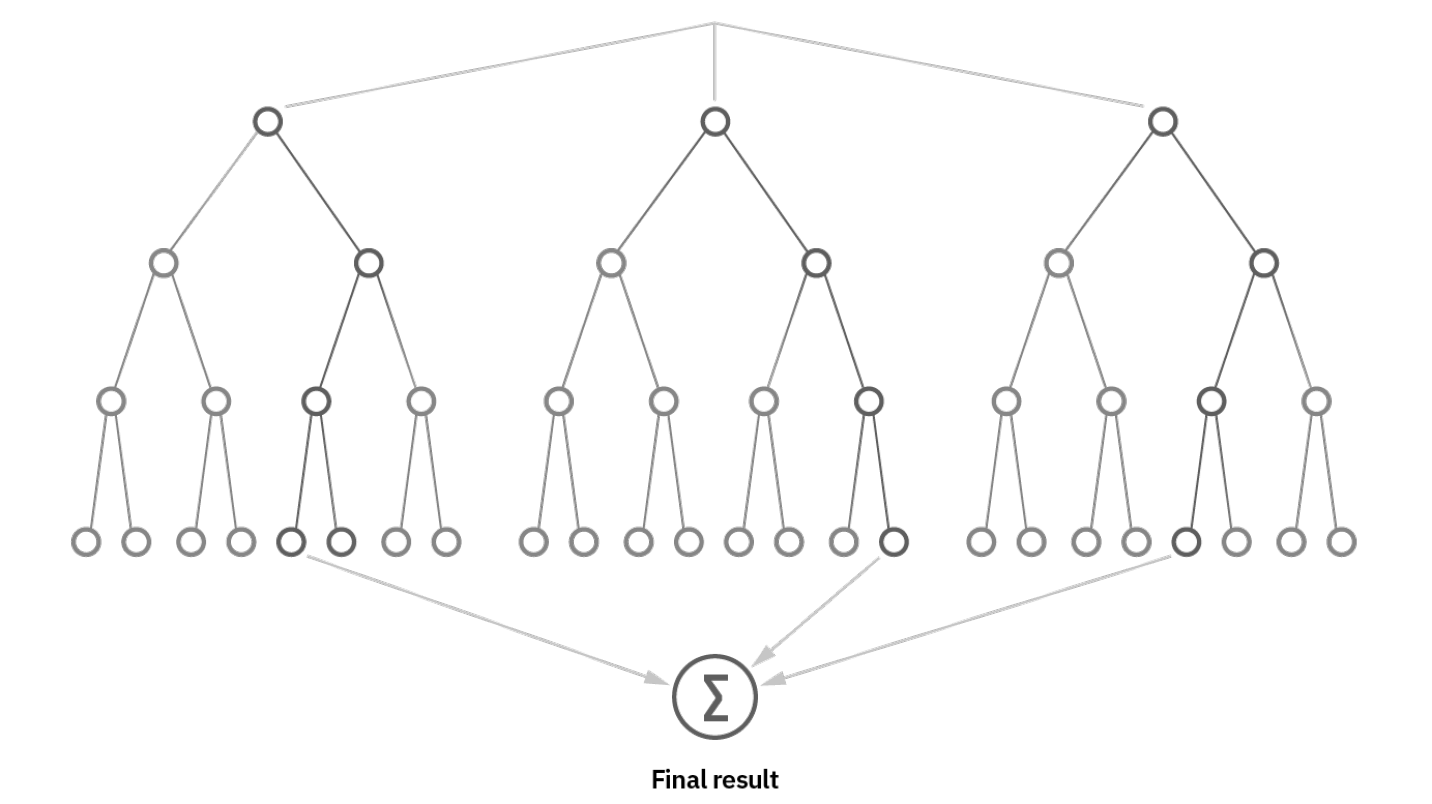 Σ
Final result